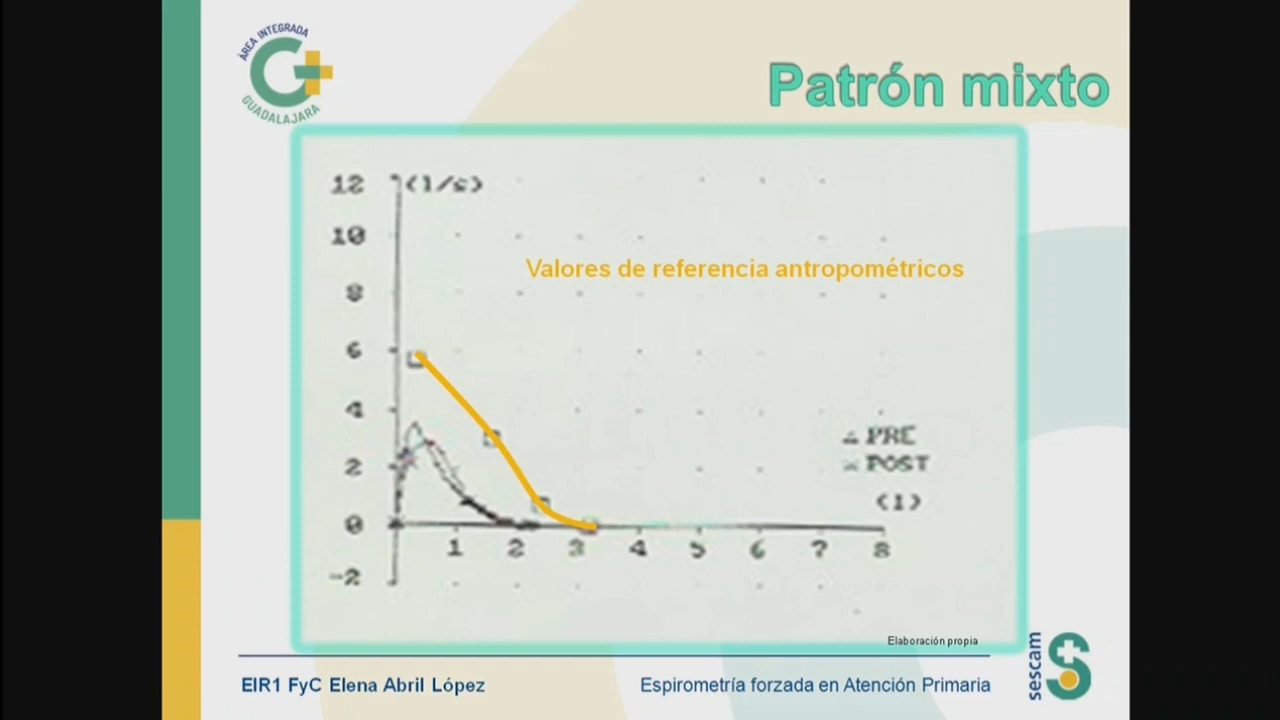 ÁREA INTEGRADA
G+
GUADALAJARA
Patrón mixto
12 (l/s)
10
8
6
4
2
0
-2
1 2 3 4 5 6 7 8
Valores de referencia antropométricos
PRE
POST
(l)
Elaboración propia
EIR1 FyC Elena Abril López
Espirometría forzada en Atención Primaria
sescam